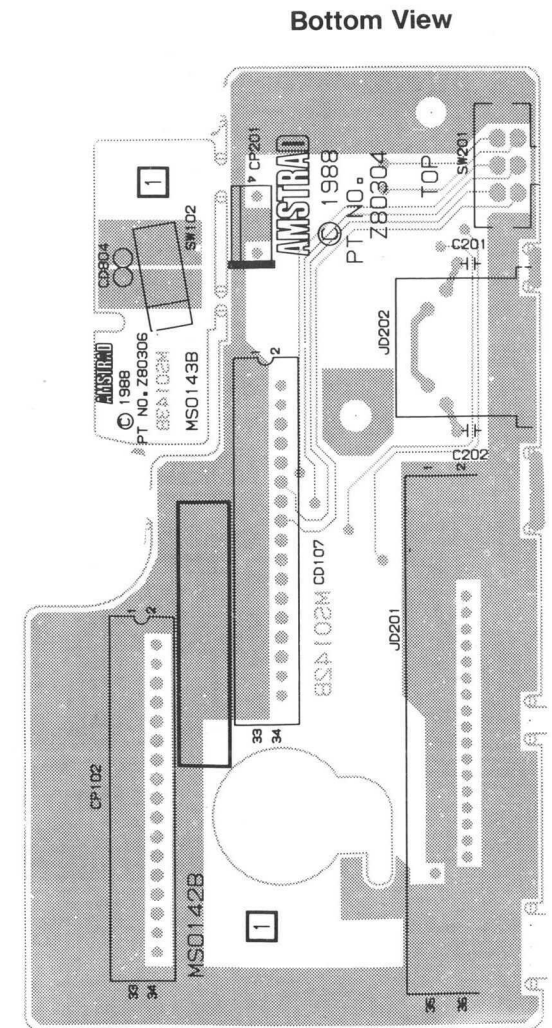 Bottom View
1
CD804
SW102
AMSTRAD
© 1988
PT NO. Z80306
MS0143B
MS0143B
4 CP201
AMSTRAD
© 1988
PT NO.
Z80304
TOP
SW201
C201
JD202
C202
1
2
CD107
MS0142B
33
34
1
2
CP102
33
34
MS0142B
1
1
2
JD201
35
36